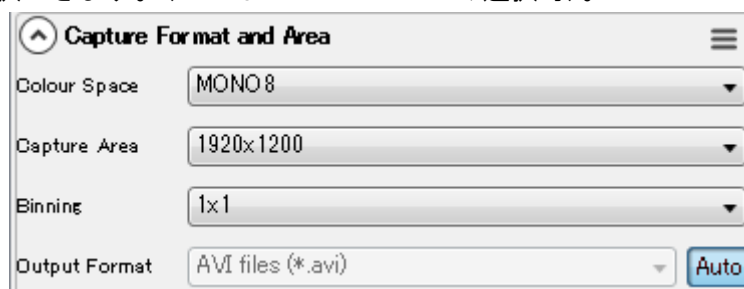 Capture Format and Area
Colour Space MONO8
Capture Area 1920x1200
Binning 1x1
Output Format AVI files (*.avi) Auto